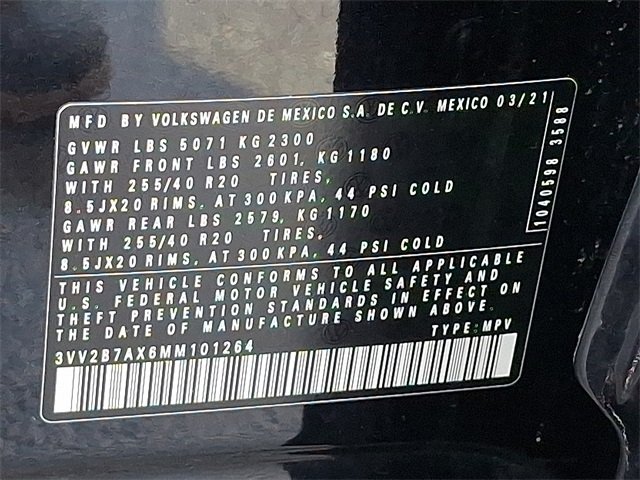 MFD BY VOLKSWAGEN DE MEXICO S.A. DE C.V. MEXICO 03/21
GVWR LBS 5071 KG 2300
GAWR FRONT LBS 2601, KG 1180
WITH 255/40 R20 TIRES,
8.5JX20 RIMS, AT 300 KPA, 44 PSI COLD
GAWR REAR LBS 2579, KG 1170
WITH 255/40 R20 TIRES,
8.5JX20 RIMS, AT 300 KPA, 44 PSI COLD
THIS VEHICLE CONFORMS TO ALL APPLICABLE
U.S. FEDERAL MOTOR VEHICLE SAFETY AND
THEFT PREVENTION STANDARDS IN EFFECT ON
THE DATE OF MANUFACTURE SHOWN ABOVE.
3VV2B7AX6MM101264 TYPE: MPV
1040598 3588